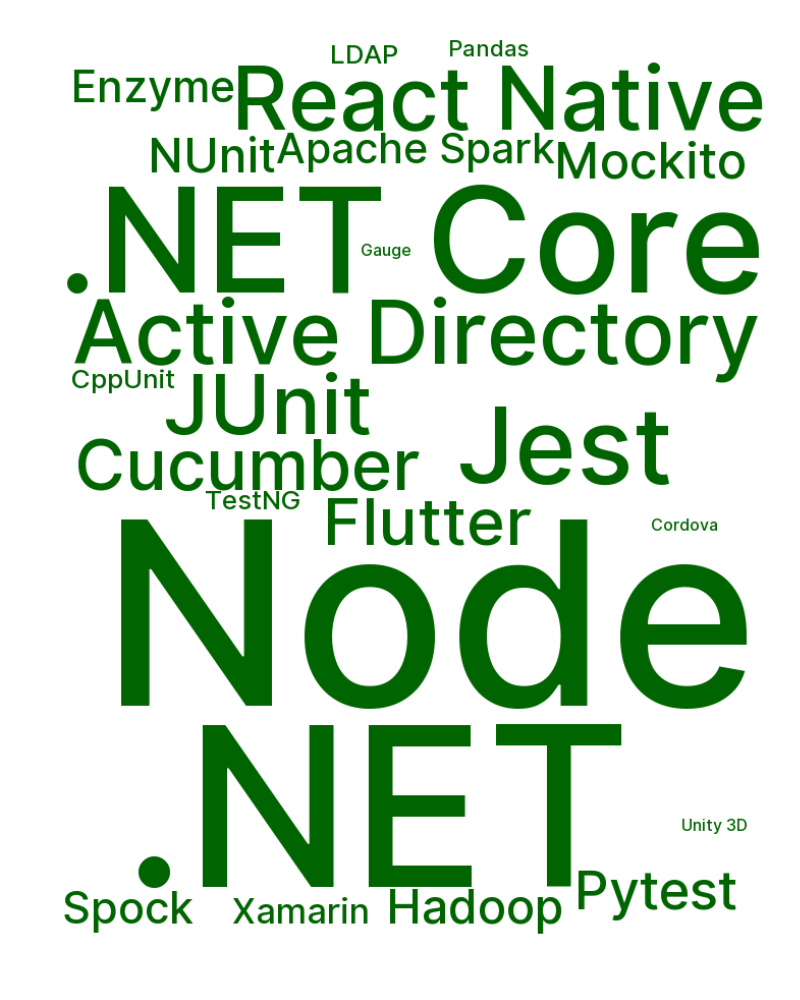 LDAP Pandas
Enzyme React Native
NUnit Apache Spark Mockito
.NET Core
Gauge
Active Directory
CppUnit JUnit
Jest
Cucumber
TestNG Flutter Cordova
Node
.NET
Unity 3D
Spock Xamarin Hadoop Pytest